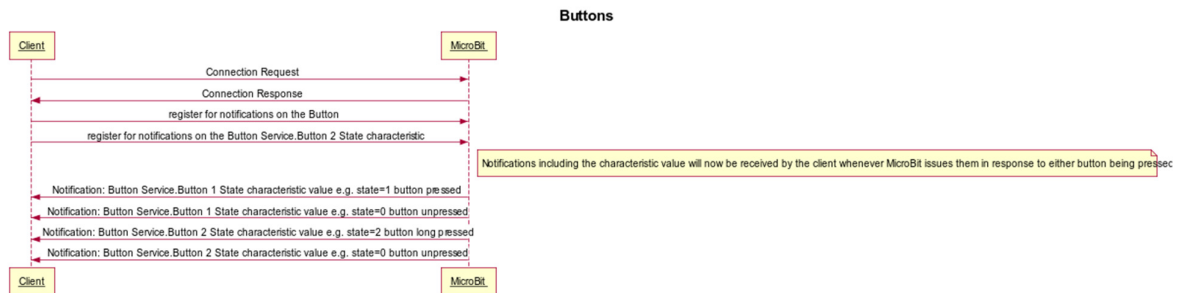 Buttons
Client
MicroBit
Connection Request
Connection Response
register for notifications on the Button
register for notifications on the Button Service.Button 2 State characteristic
Notifications including the characteristic value will now be received by the client whenever MicroBit issues them in response to either button being pressed
Notification: Button Service.Button 1 State characteristic value e.g. state=1 button pressed
Notification: Button Service.Button 1 State characteristic value e.g. state=0 button unpressed
Notification: Button Service.Button 2 State characteristic value e.g. state=2 button long pressed
Notification: Button Service.Button 2 State characteristic value e.g. state=0 button unpressed
Client
MicroBit